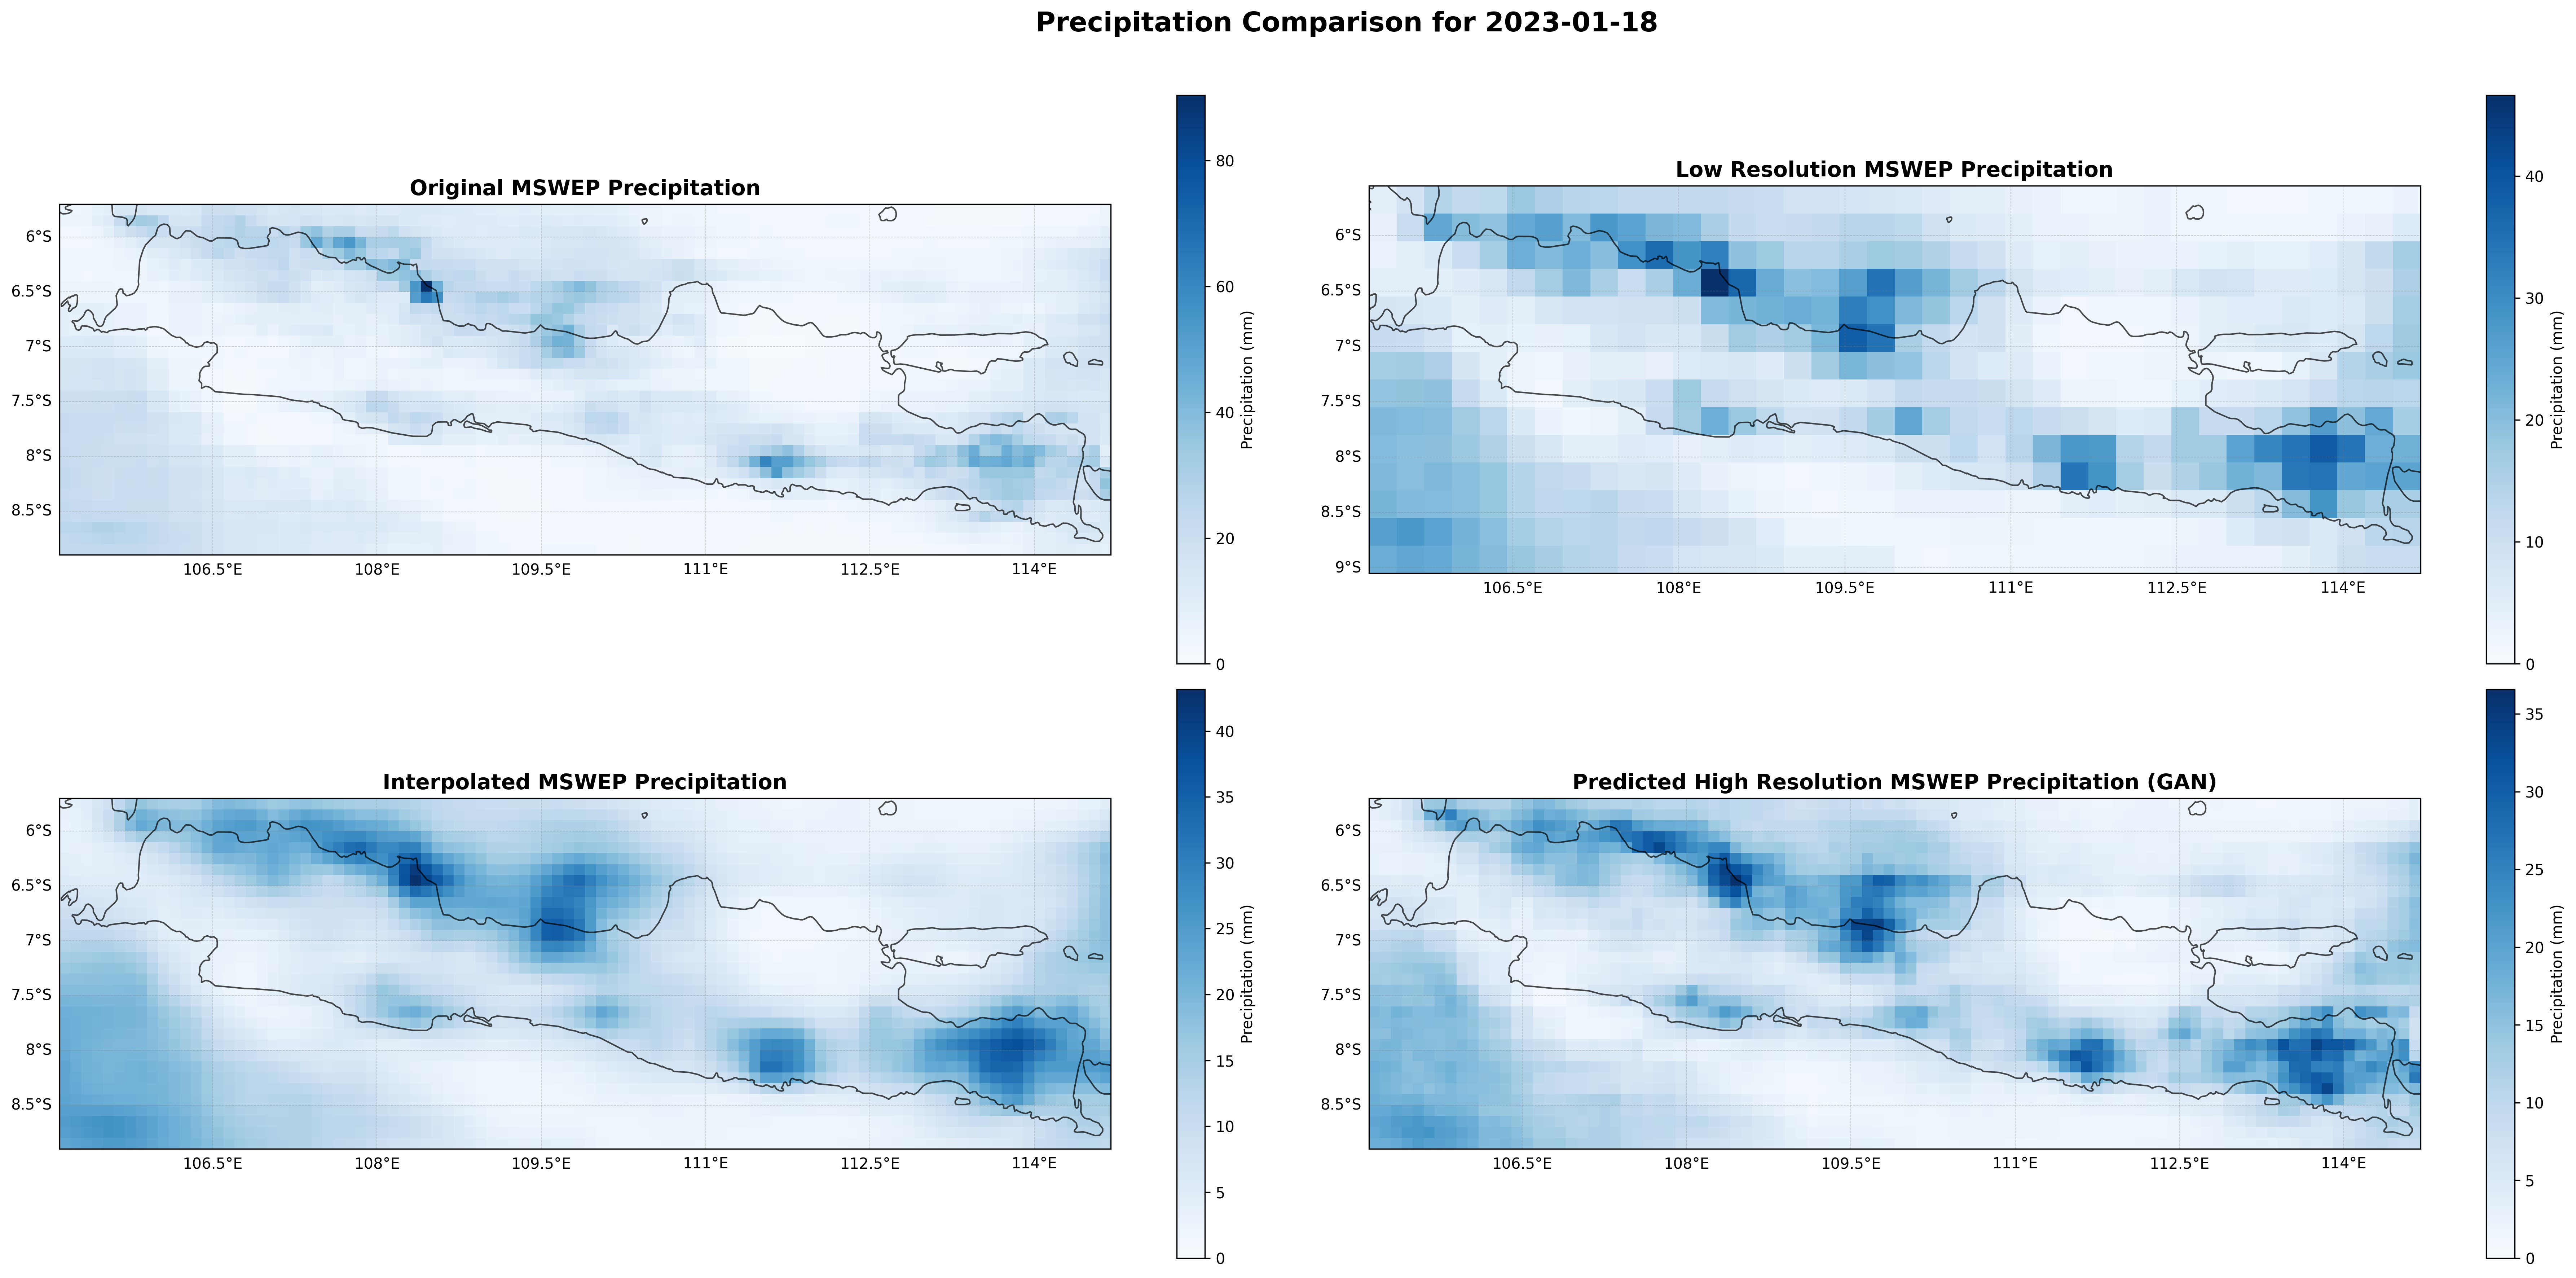 Precipitation Comparison for 2023-01-18
Original MSWEP Precipitation
6°S
6.5°S
7°S
7.5°S
8°S
8.5°S
106.5°E 108°E 109.5°E 111°E 112.5°E 114°E
80
60
40
20
0
Precipitation (mm)
Low Resolution MSWEP Precipitation
6°S
6.5°S
7°S
7.5°S
8°S
8.5°S
9°S
106.5°E 108°E 109.5°E 111°E 112.5°E 114°E
40
30
20
10
0
Precipitation (mm)
Interpolated MSWEP Precipitation
6°S
6.5°S
7°S
7.5°S
8°S
8.5°S
106.5°E 108°E 109.5°E 111°E 112.5°E 114°E
40
35
30
25
20
15
10
5
0
Precipitation (mm)
Predicted High Resolution MSWEP Precipitation (GAN)
6°S
6.5°S
7°S
7.5°S
8°S
8.5°S
106.5°E 108°E 109.5°E 111°E 112.5°E 114°E
35
30
25
20
15
10
5
0
Precipitation (mm)